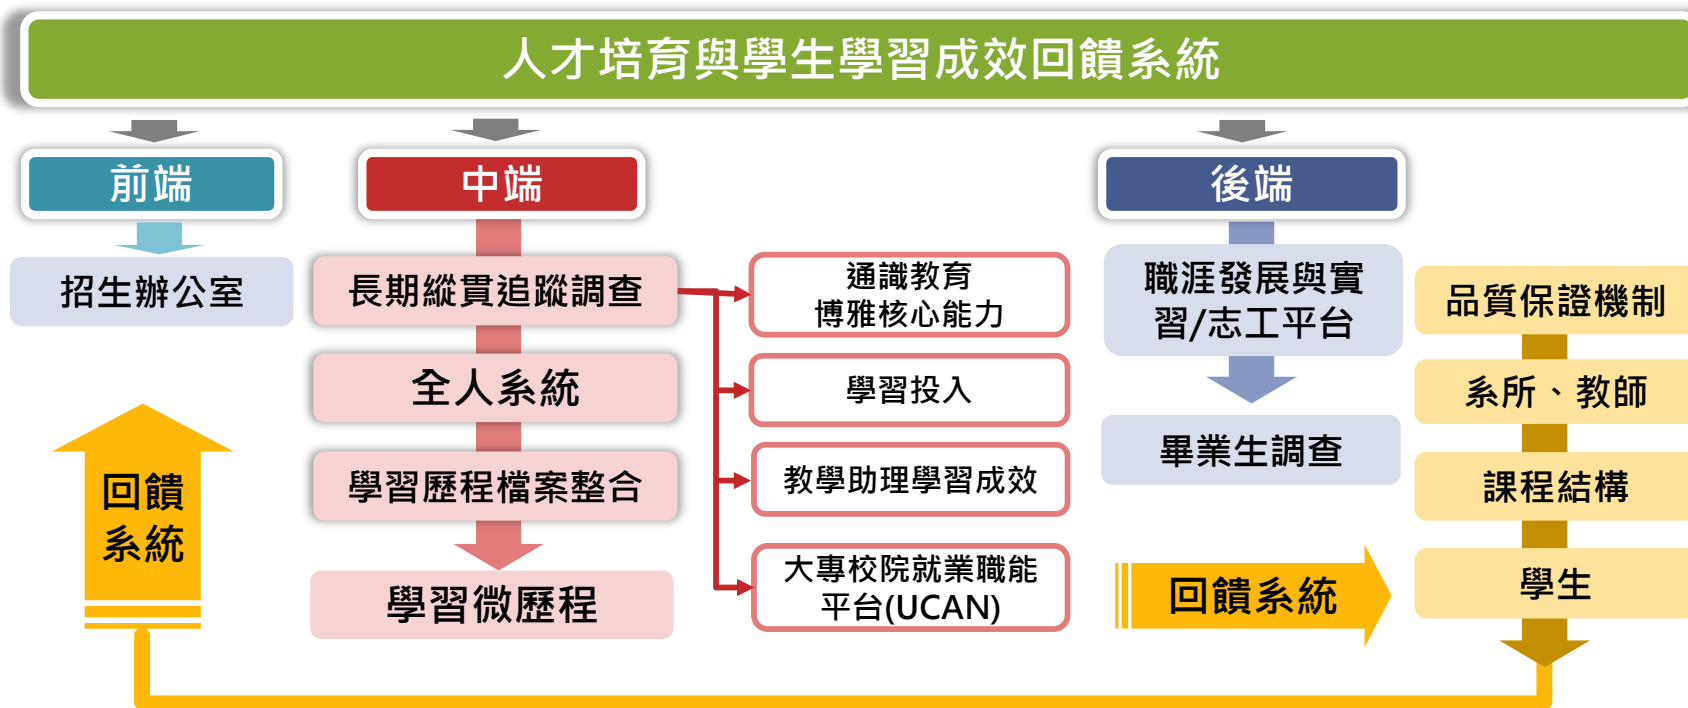 人才培育與學生學習成效回饋系統
前端
招生辦公室
回饋
系統
中端
長期縱貫追蹤調查
全人系統
學習歷程檔案整合
學習微歷程
通識教育
博雅核心能力
學習投入
教學助理學習成效
大專校院就業職能
平台(UCAN)
後端
職涯發展與實
習/志工平台
畢業生調查
回饋系統
品質保證機制
系所、教師
課程結構
學生